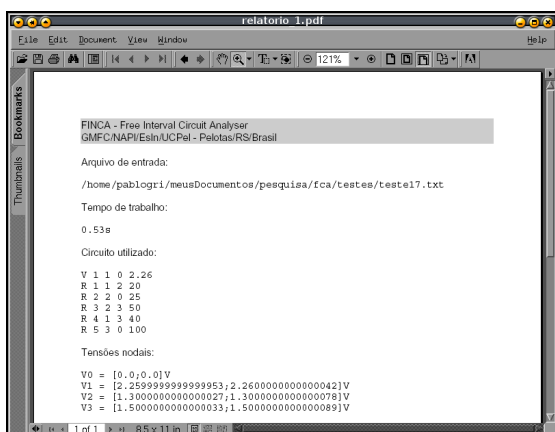 relatorio_1.pdf
File Edit Document View Window Help
121%
Bookmarks
Thumbnails
FINCA - Free Interval Circuit Analyser
GMFC/NAPI/EsIn/UCPel - Pelotas/RS/Brasil
Arquivo de entrada:
/home/pablogri/meusDocumentos/pesquisa/fca/testes/teste17.txt
Tempo de trabalho:
0.53s
Circuito utilizado:
V 1 1 0 2.26
R 1 1 2 20
R 2 2 0 25
R 3 2 3 50
R 4 1 3 40
R 5 3 0 100
Tensões nodais:
V0 = [0.0;0.0]V
V1 = [2.2599999999999953;2.2600000000000042]V
V2 = [1.3000000000000027;1.3000000000000078]V
V3 = [1.5000000000000033;1.5000000000000089]V
1 of 1 8.5 x 11 in